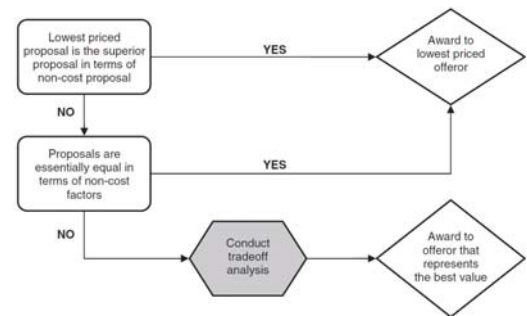 Lowest priced
proposal is the superior
proposal in terms of
non-cost proposal
YES
Award to
lowest priced
offeror
NO
Proposals are
essentially equal in
terms of non-cost
factors
YES
NO
Conduct
tradeoff
analysis
Award to
offeror that
represents
the best value